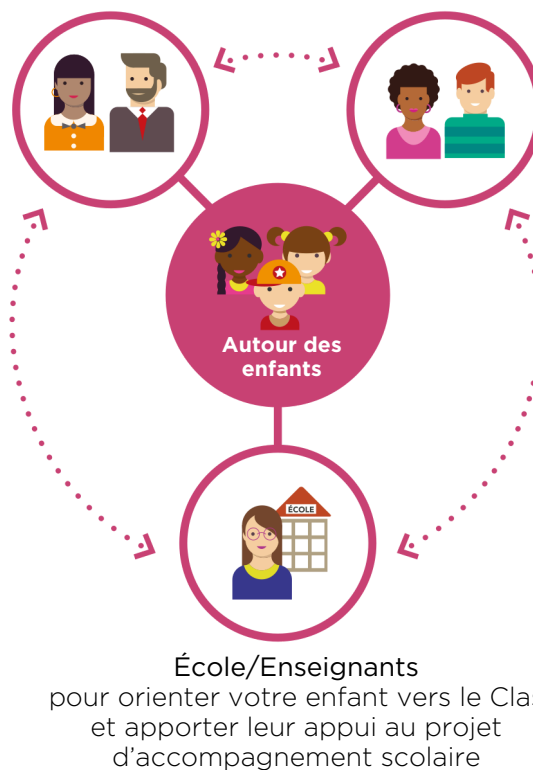 Autour des
enfants
ÉCOLE
École/Enseignants
pour orienter votre enfant vers le
et apporter leur appui au projet
d'accompagnement scolaire